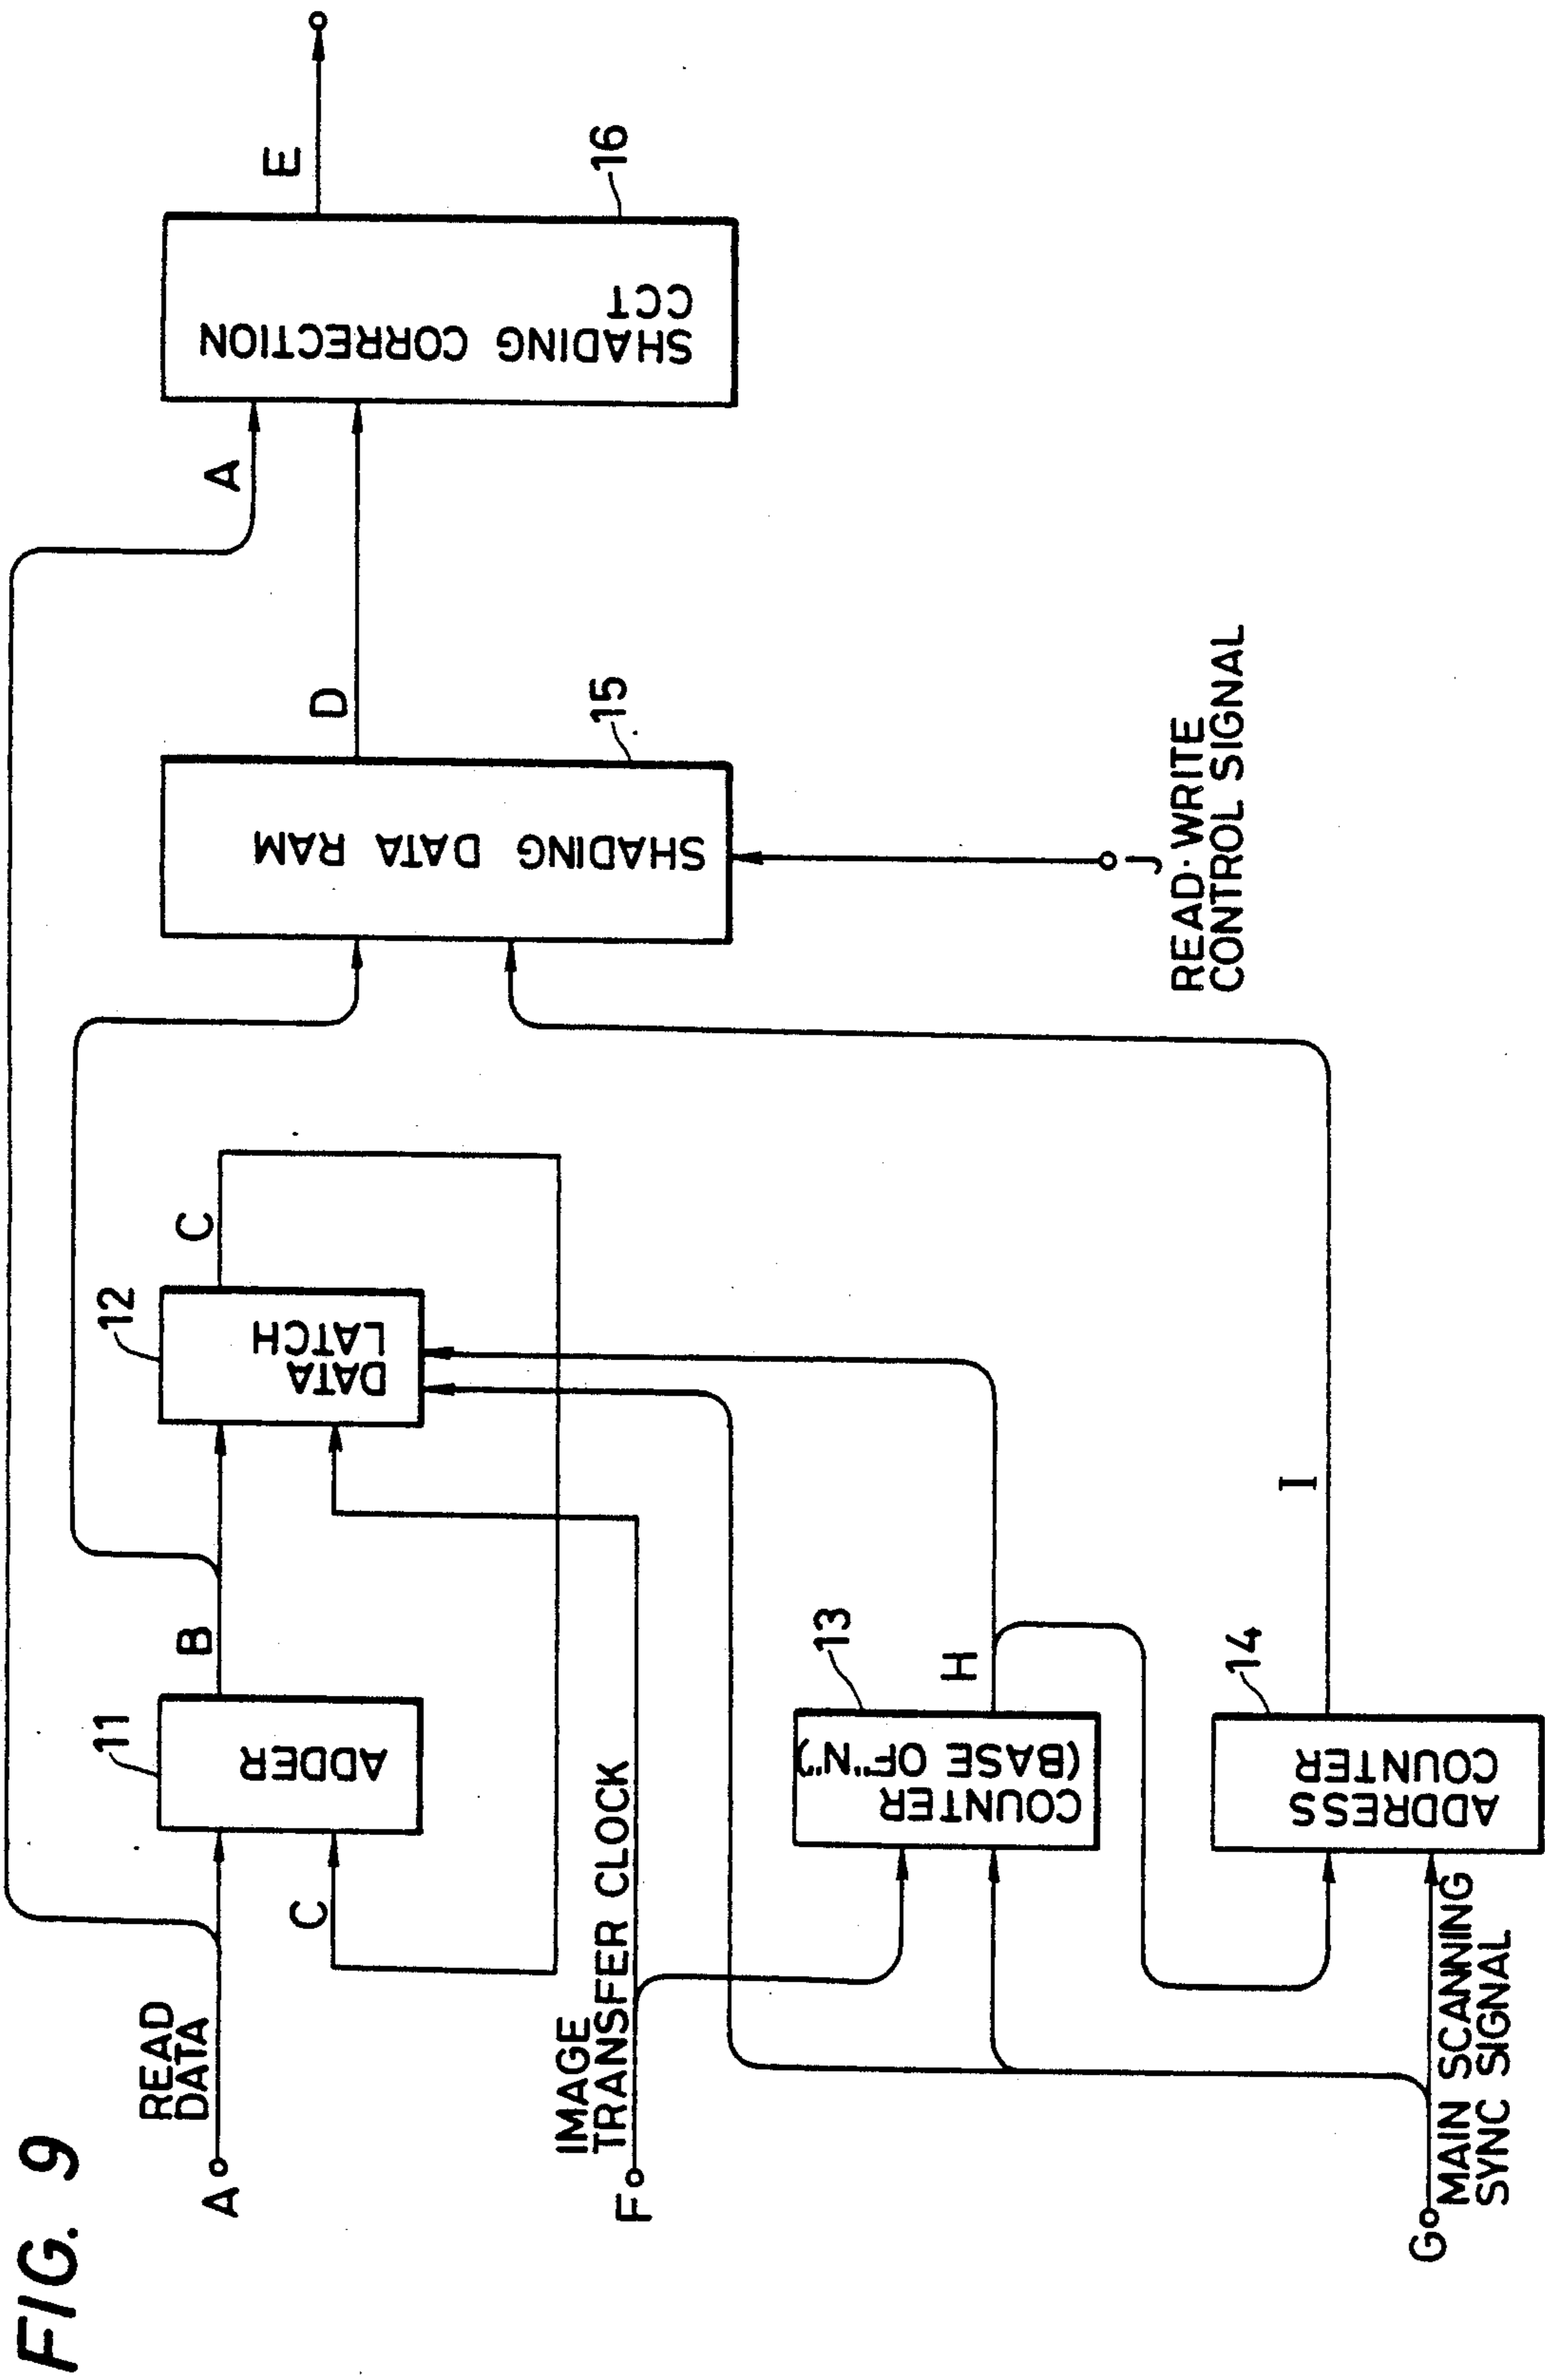 FIG. 9
A
READ
DATA
C
11
ADDER
B
12
DATA
LATCH
C
A
E
SHADING CORRECTION
CCT
16
D
SHADING DATA RAM
15
F
IMAGE
TRANSFER CLOCK
13
COUNTER
(BASE OF "N")
H
J
READ·WRITE
CONTROL SIGNAL
14
ADDRESS
COUNTER
I
G
MAIN SCANNING
SYNC SIGNAL